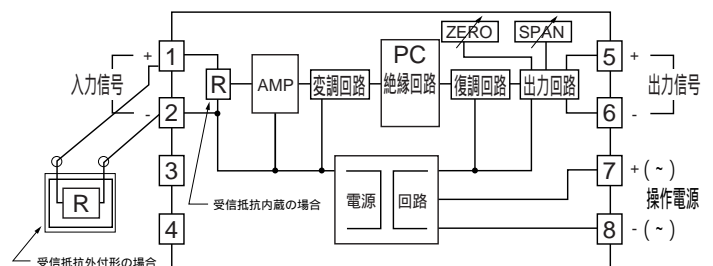 ZERO
SPAN
+
1
入力信号
-
2
R
AMP
変調回路
PC
絶縁回路
復調回路
出力回路
5
+
出力信号
6
-
3
4
R
受信抵抗内蔵の場合
受信抵抗外付形の場合
電源
回路
7
+(~)
操作電源
8
-(~)